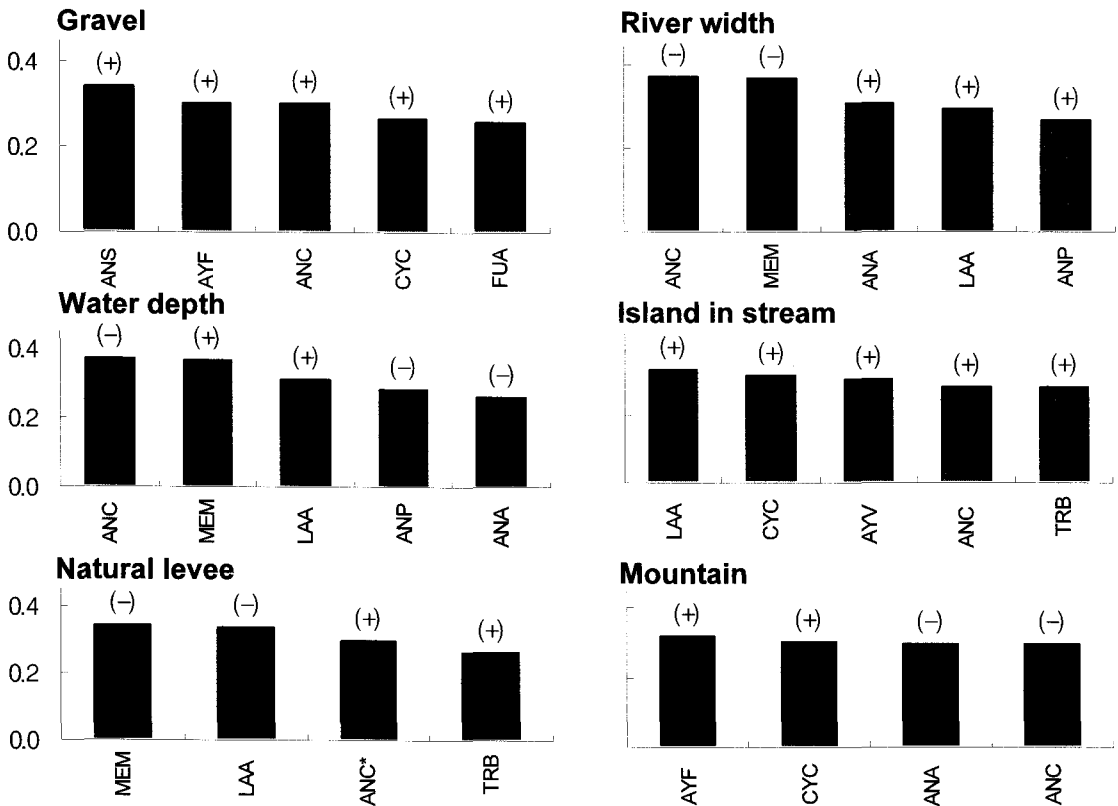 Gravel
0.4
0.2
0.0
(+) (+) (+) (+) (+)
ANS AYF ANC CYC FUA
River width
(−) (−) (+) (+) (+)
ANC MEM ANA LAA ANP
Water depth
0.4
0.2
0.0
(−) (+) (+) (−) (−)
ANC MEM LAA ANP ANA
Island in stream
(+) (+) (+) (+) (+)
LAA CYC AYV ANC TRB
Natural levee
0.4
0.2
0.0
(−) (−) (+) (+)
MEM LAA ANC* TRB
Mountain
(+) (+) (−) (−)
AYF CYC ANA ANC